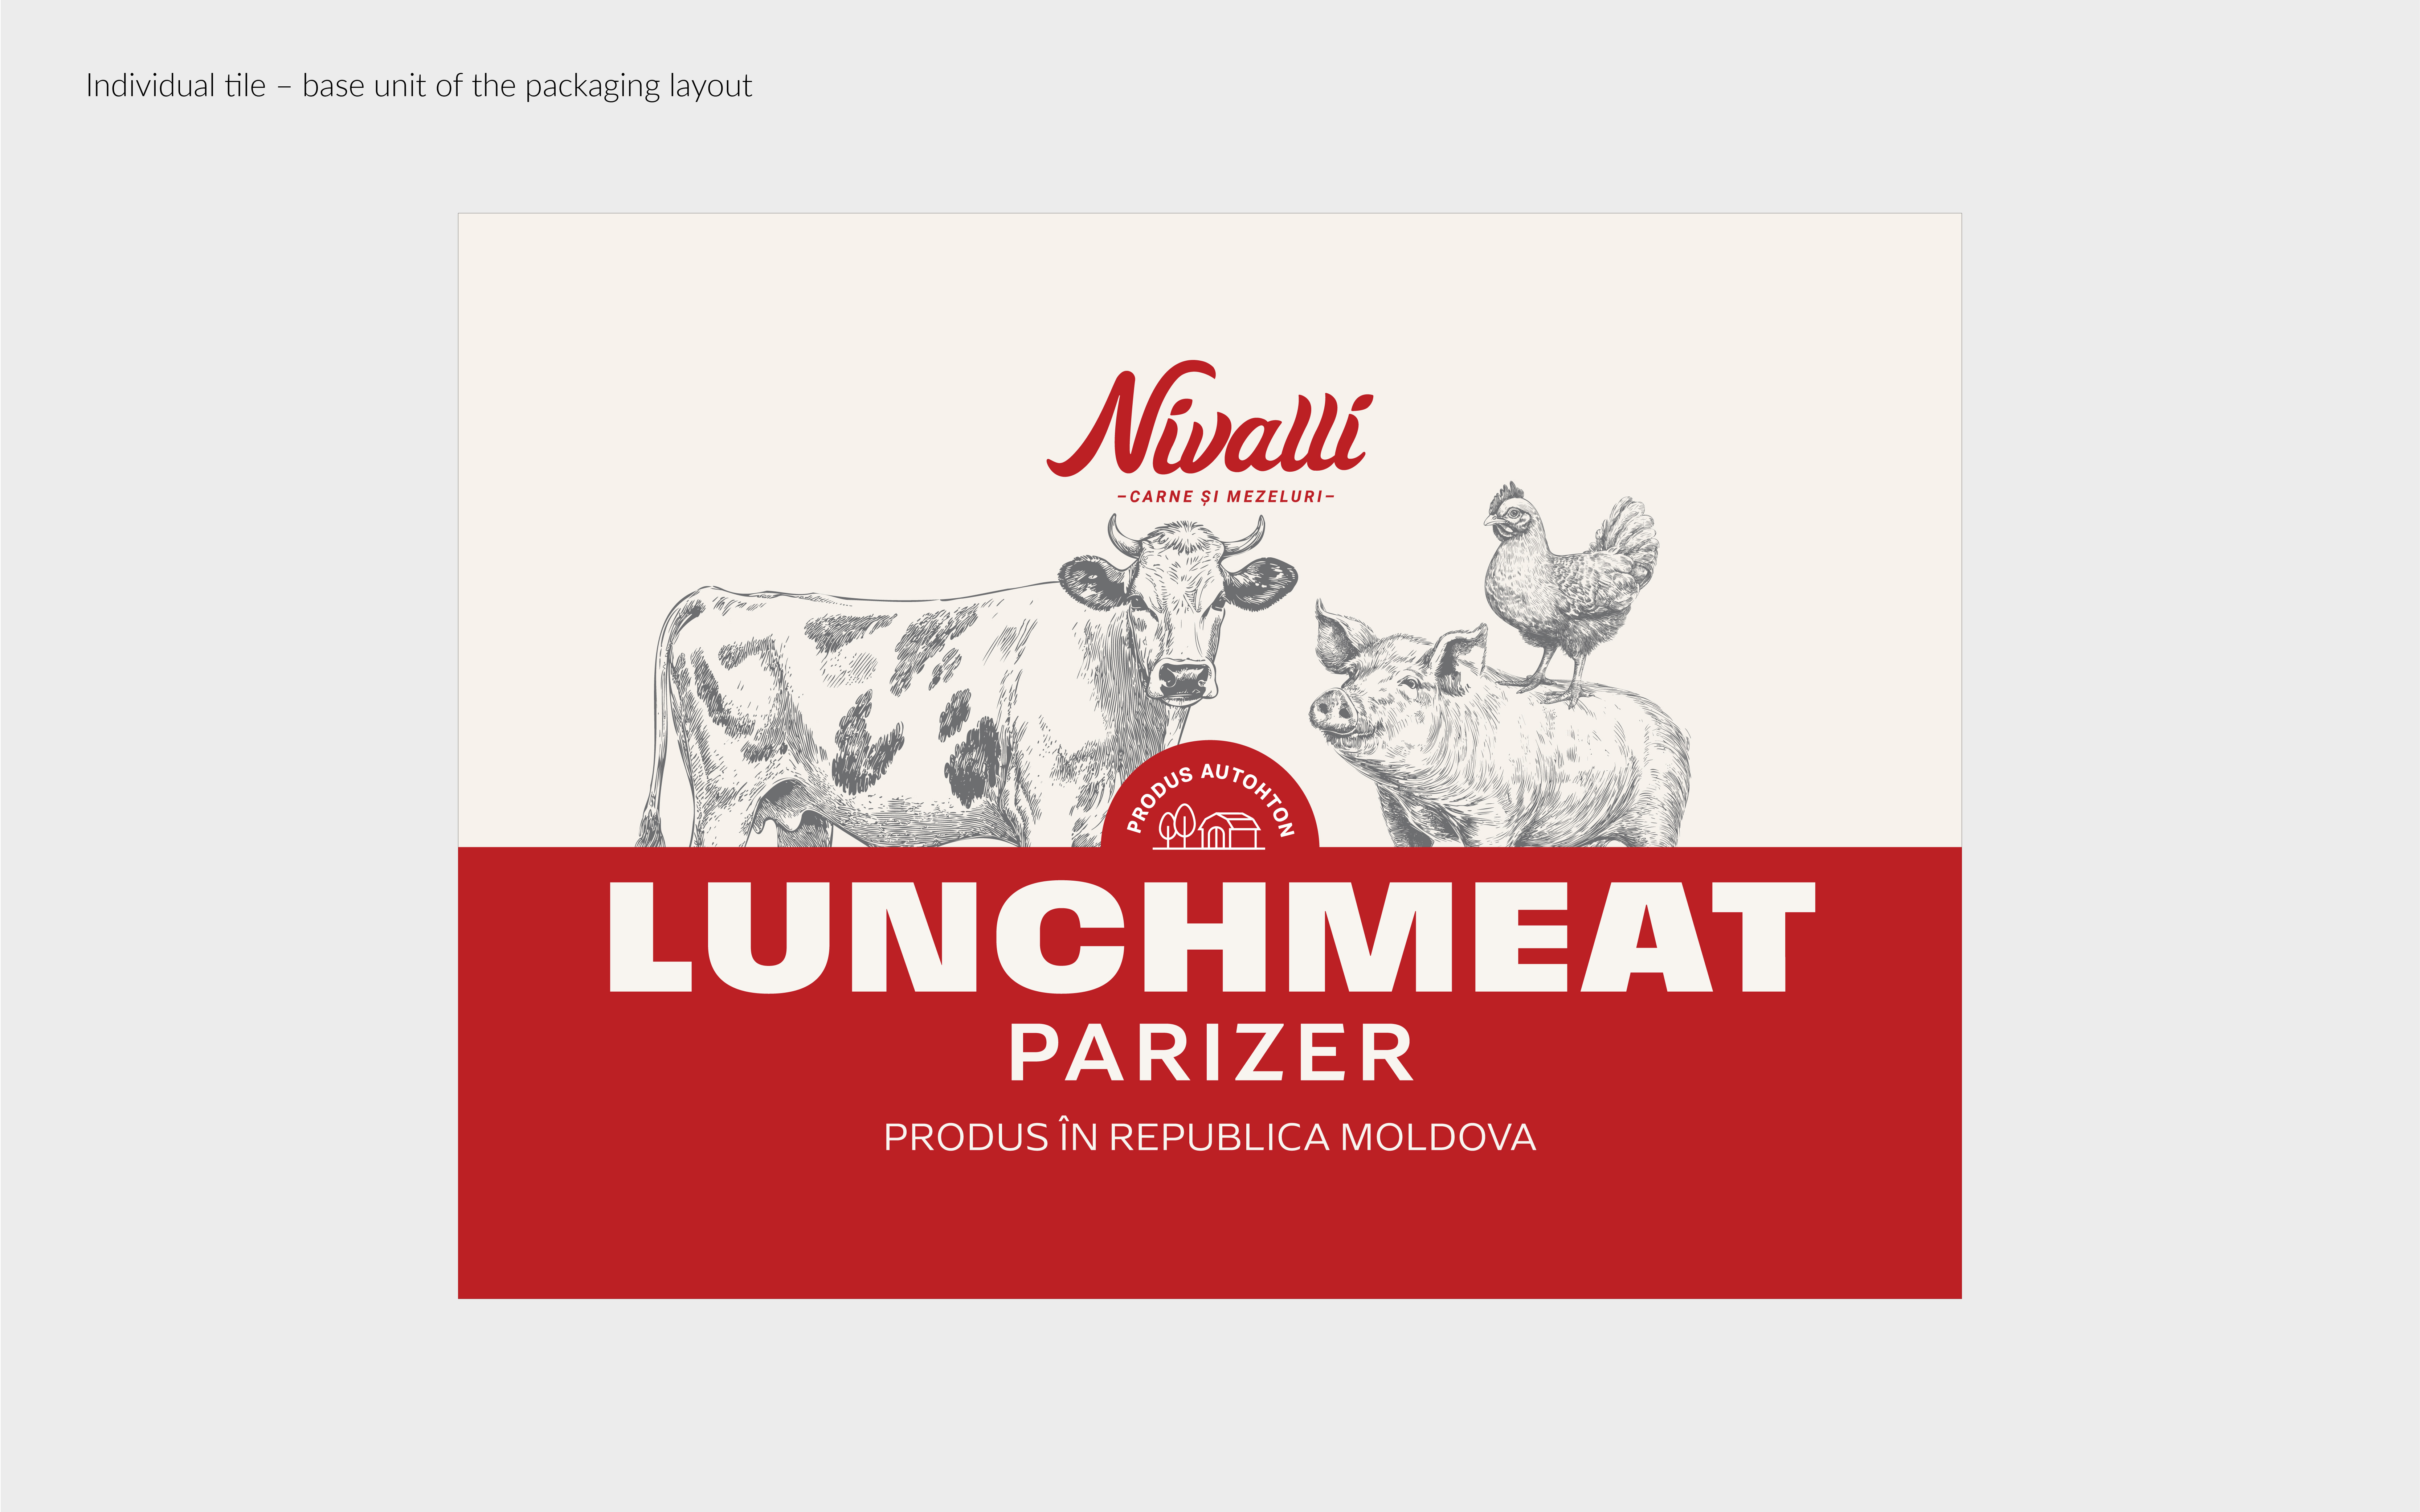 Individual tile – base unit of the packaging layout
Nivalli
–CARNE ȘI MEZELURI–
PRODUS AUTOHTON
LUNCHMEAT
PARIZER
PRODUS ÎN REPUBLICA MOLDOVA